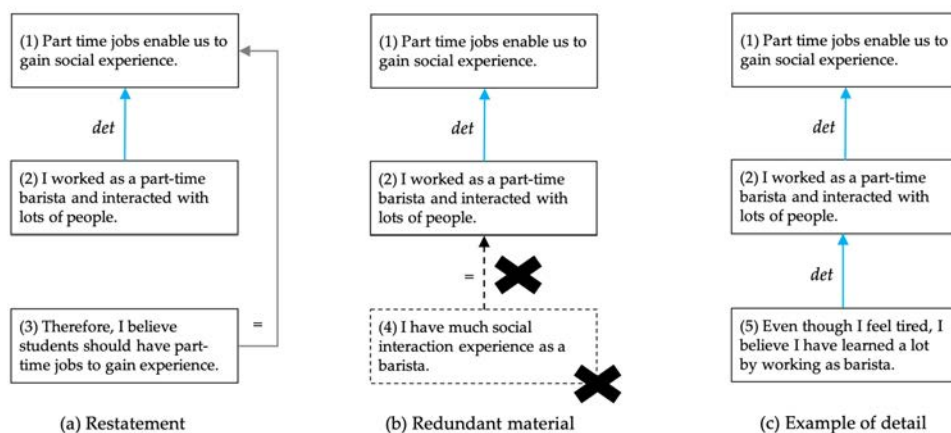 (1) Part time jobs enable us to
gain social experience.
det
(2) I worked as a part-time
barista and interacted with
lots of people.
(3) Therefore, I believe
students should have part-
time jobs to gain experience.
=
(a) Restatement
(1) Part time jobs enable us to
gain social experience.
det
(2) I worked as a part-time
barista and interacted with
lots of people.
=
(4) I have much social
interaction experience as a
barista.
(b) Redundant material
(1) Part time jobs enable us to
gain social experience.
det
(2) I worked as a part-time
barista and interacted with
lots of people.
det
(5) Even though I feel tired, I
believe I have learned a lot
by working as barista.
(c) Example of detail